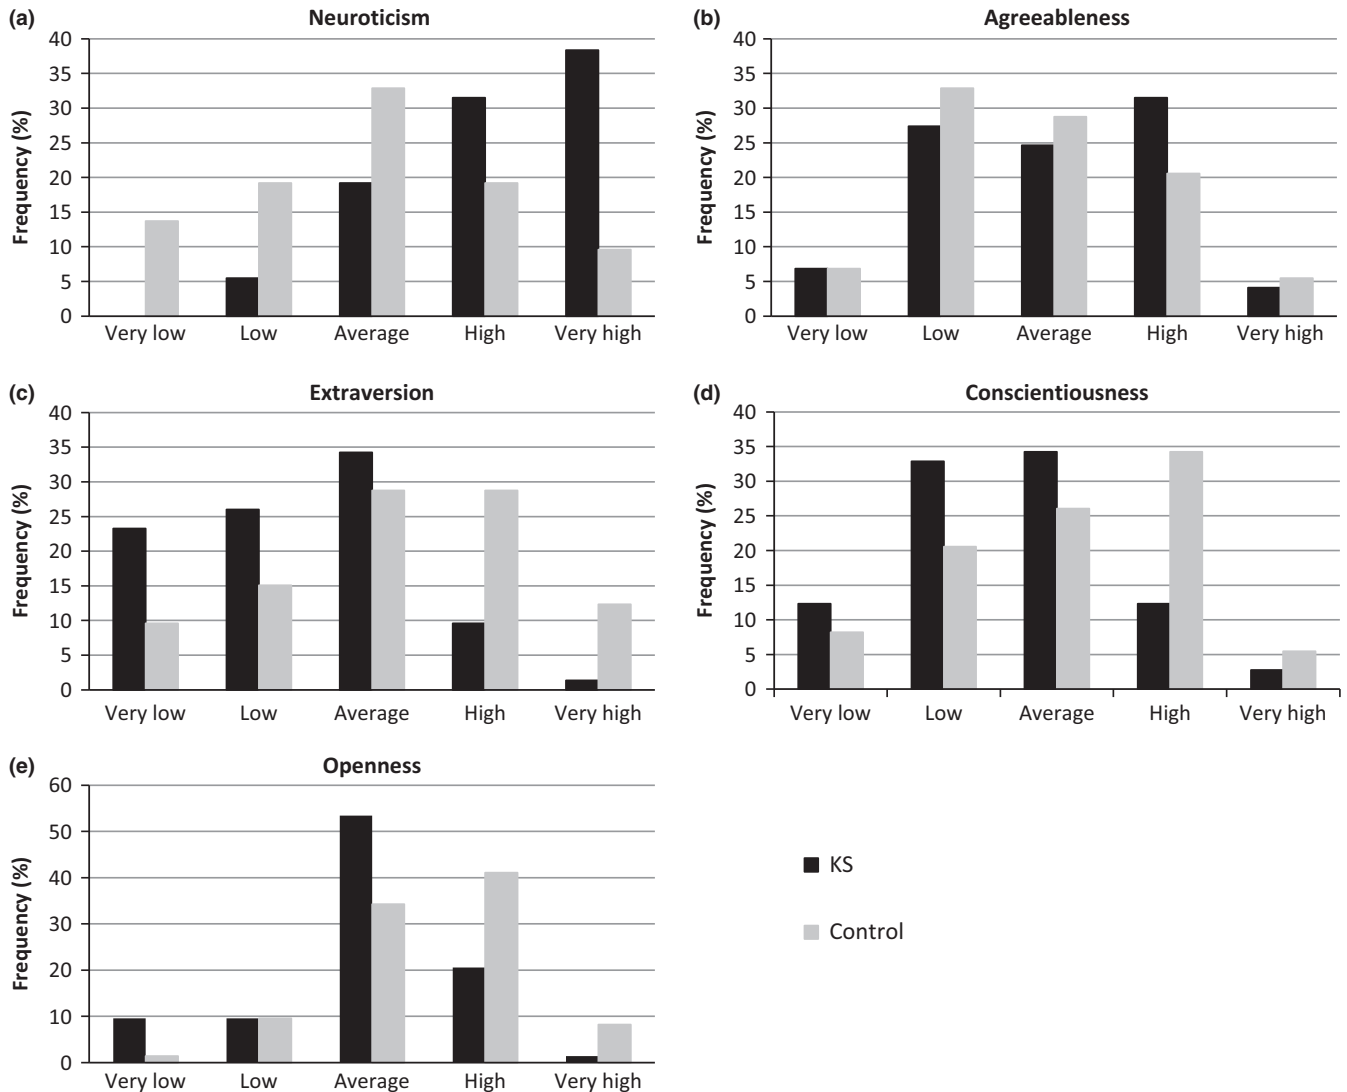 (a) Neuroticism
40
35
30
25
20
15
10
5
0
Frequency (%)
Very low Low Average High Very high
(b) Agreeableness
40
35
30
25
20
15
10
5
0
Frequency (%)
Very low Low Average High Very high
(c) Extraversion
40
35
30
25
20
15
10
5
0
Frequency (%)
Very low Low Average High Very high
(d) Conscientiousness
40
35
30
25
20
15
10
5
0
Frequency (%)
Very low Low Average High Very high
(e) Openness
60
50
40
30
20
10
0
Frequency (%)
Very low Low Average High Very high
KS
Control